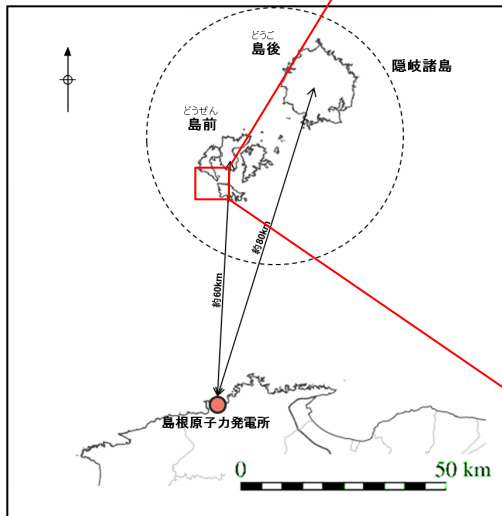 どうご
島後
隠岐諸島
どうぜん
島前
約80km
約60km
島根原子力発電所
0 50 km